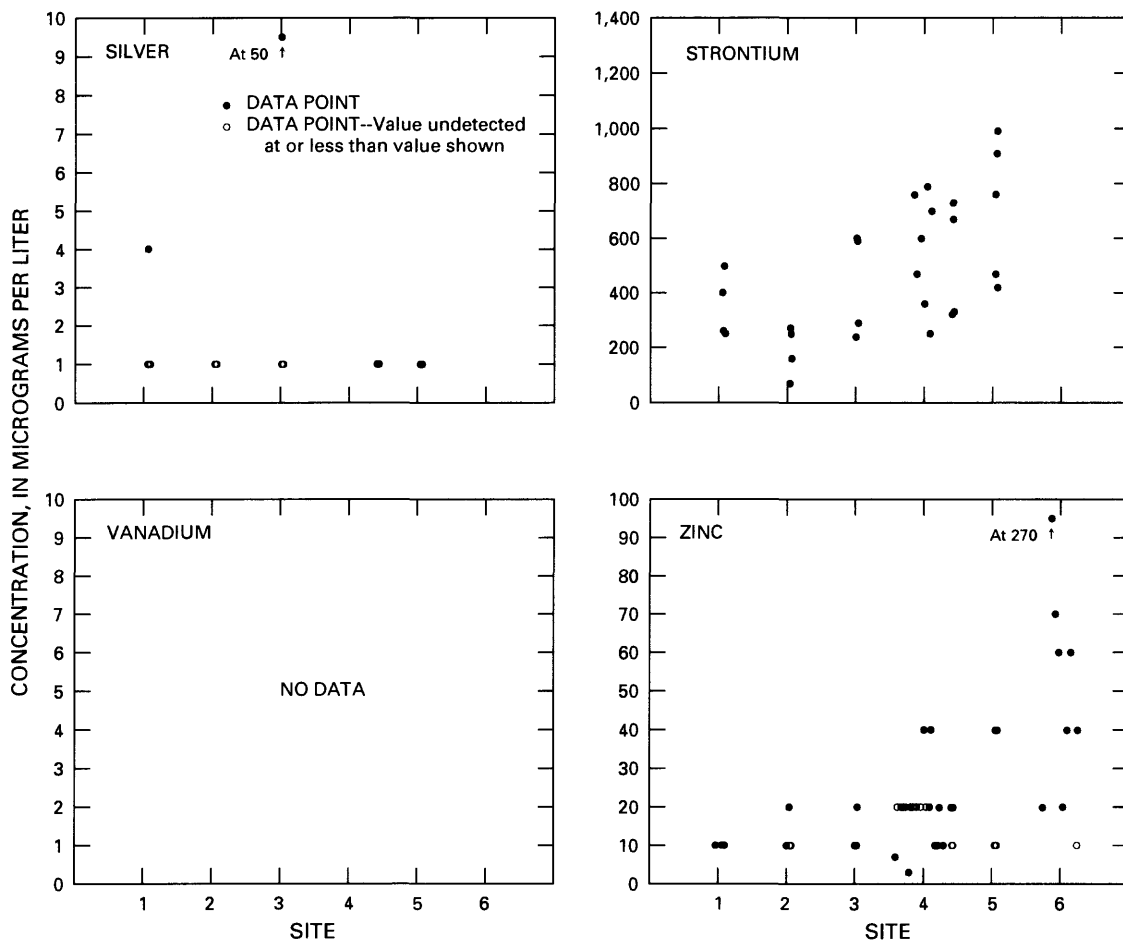 CONCENTRATION, IN MICROGRAMS PER LITER
SILVER
At 50 ↑
● DATA POINT
○ DATA POINT--Value undetected
at or less than value shown
10
9
8
7
6
5
4
3
2
1
0
STRONTIUM
1,400
1,200
1,000
800
600
400
200
0
VANADIUM
NO DATA
10
9
8
7
6
5
4
3
2
1
0
1 2 3 4 5 6
SITE
ZINC
At 270 ↑
100
90
80
70
60
50
40
30
20
10
0
1 2 3 4 5 6
SITE